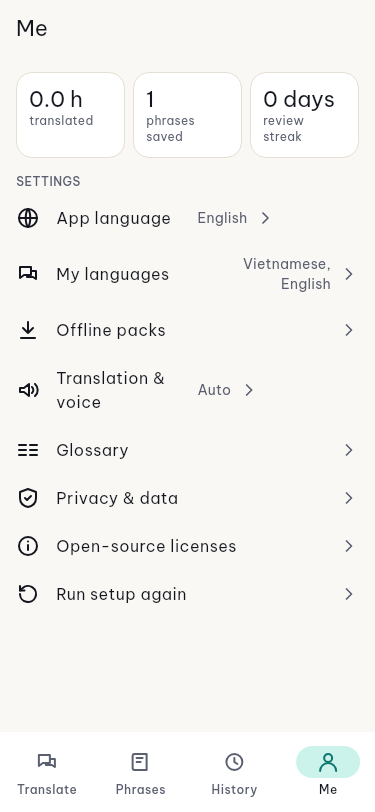 Me
0.0 h
translated
1
phrases
saved
0 days
review
streak
SETTINGS
App language
English
My languages
Vietnamese,
English
Offline packs
Translation &
voice
Auto
Glossary
Privacy & data
Open-source licenses
Run setup again
Translate
Phrases
History
Me